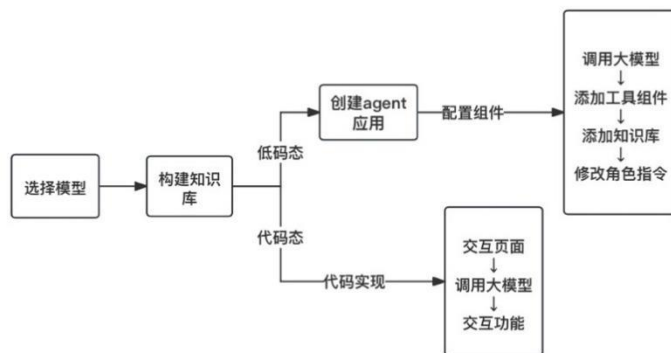 选择模型
构建知识
库
低码态
创建agent
应用
配置组件
调用大模型
↓
添加工具组件
↓
添加知识库
↓
修改角色指令
代码态
代码实现
交互页面
↓
调用大模型
↓
交互功能